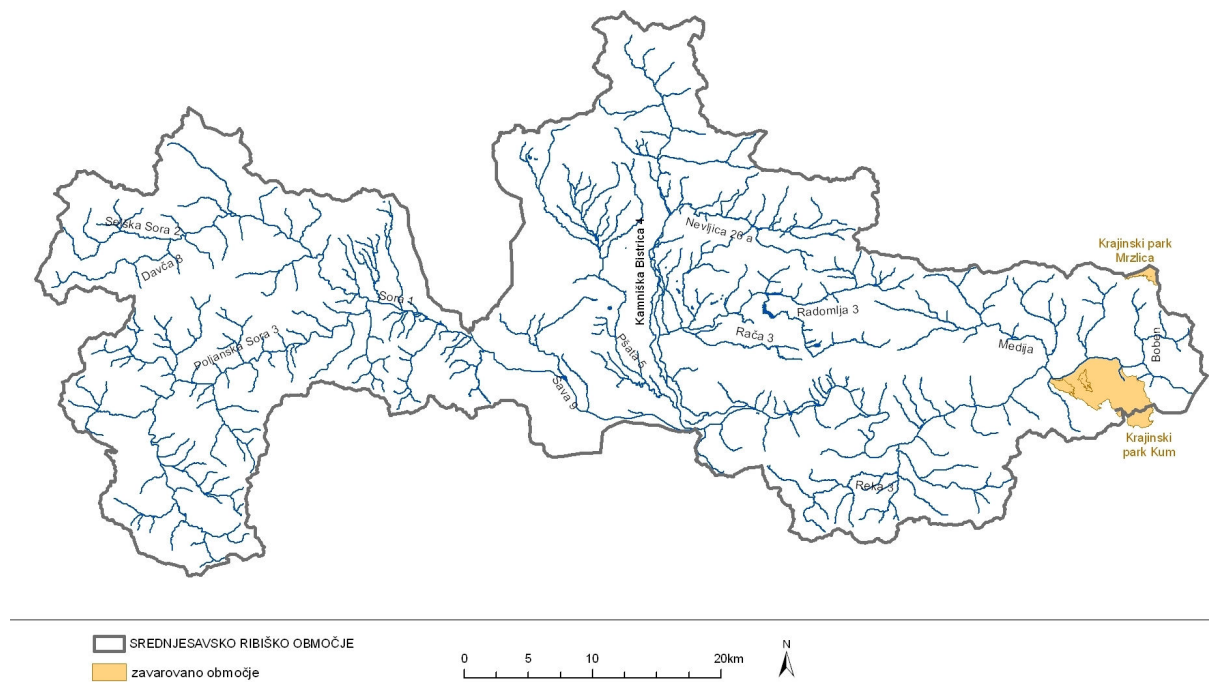 Selška Sora 2
Davča 3
Poljanska Sora 3
Sora 1
Kamniška Bistrica 4
Nevljica 26 a
Pšata 5
Sava 9
Rača 3
Radomlja 3
Medija
Boben
Reka 3
Krajinski park
Mrzlica
Krajinski
park Kum
SREDNJESAVSKO RIBIŠKO OBMOČJE
zavarovano območje
0 5 10 20km
N